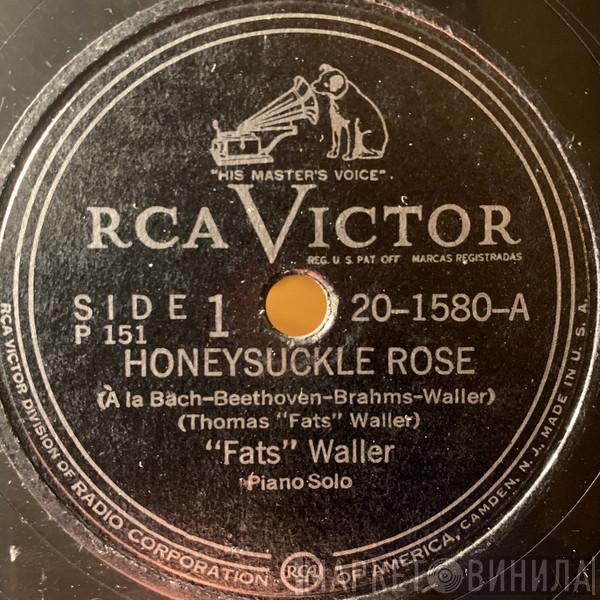 "HIS MASTER'S VOICE".
RCA VICTOR
REG. U. S. PAT. OFF. MARCAS REGISTRADAS
SIDE 1 20-1580-A
P 151
HONEYSUCKLE ROSE
(À la Bach-Beethoven-Brahms-Waller)
(Thomas "Fats" Waller)
"Fats" Waller
Piano Solo
RCA VICTOR DIVISION OF RADIO CORPORATION OF AMERICA, CAMDEN, N. J., MADE IN U. S. A.
RCA
МАРКЕТ ВИНИЛА